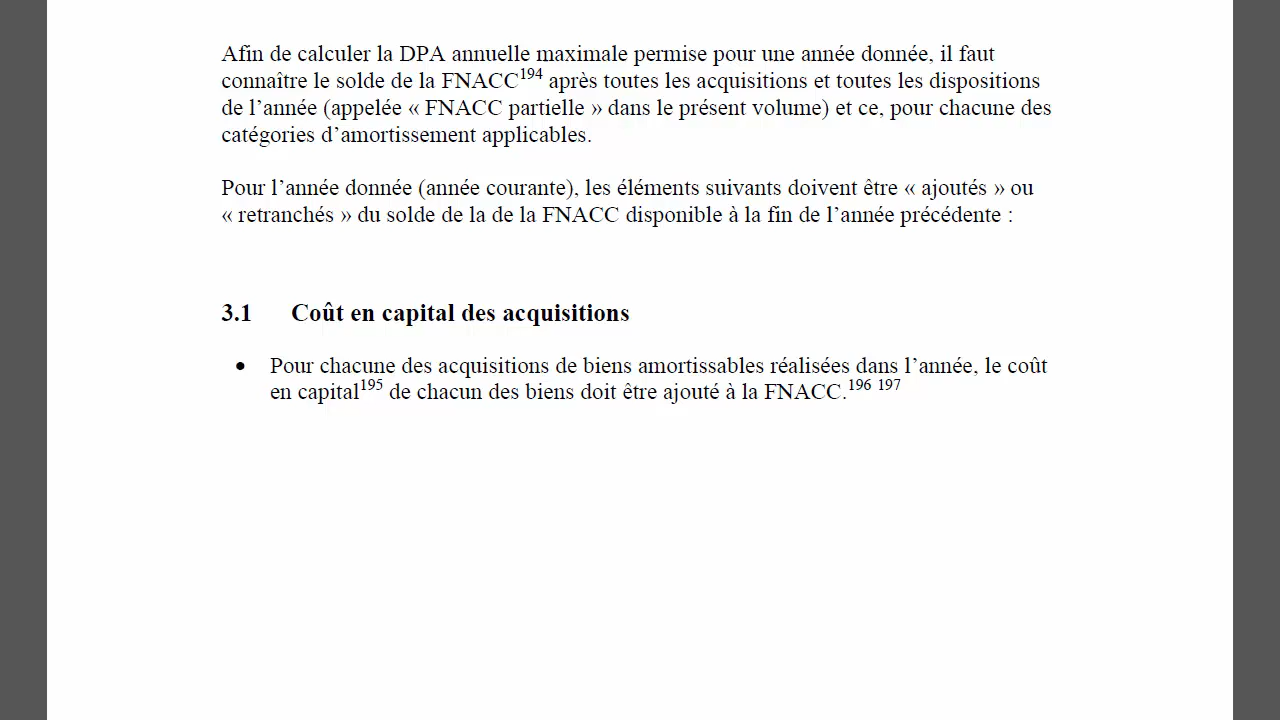 Afin de calculer la DPA annuelle maximale permise pour une année donnée, il faut
connaître le solde de la FNACC194 après toutes les acquisitions et toutes les dispositions
de l’année (appelée « FNACC partielle » dans le présent volume) et ce, pour chacune des
catégories d’amortissement applicables.
Pour l’année donnée (année courante), les éléments suivants doivent être « ajoutés » ou
« retranchés » du solde de la de la FNACC disponible à la fin de l’année précédente :
3.1 Coût en capital des acquisitions
• Pour chacune des acquisitions de biens amortissables réalisées dans l’année, le coût
en capital195 de chacun des biens doit être ajouté à la FNACC.196 197